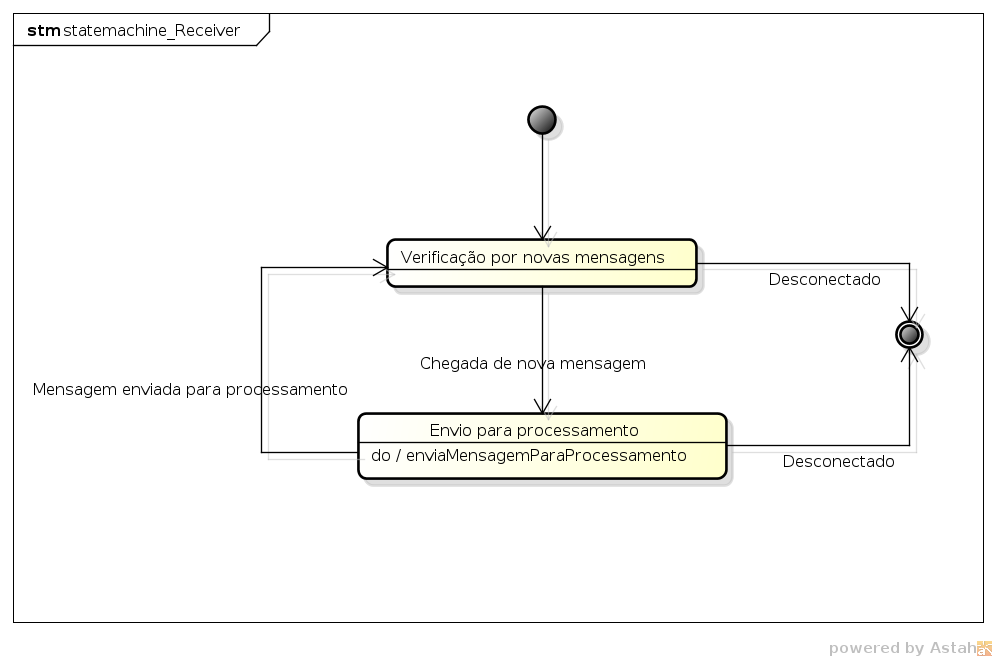 stm statemachine_Receiver
Verificação por novas mensagens
Desconectado
Chegada de nova mensagem
Mensagem enviada para processamento
Envio para processamento
do / enviaMensagemParaProcessamento
Desconectado
powered by Astah